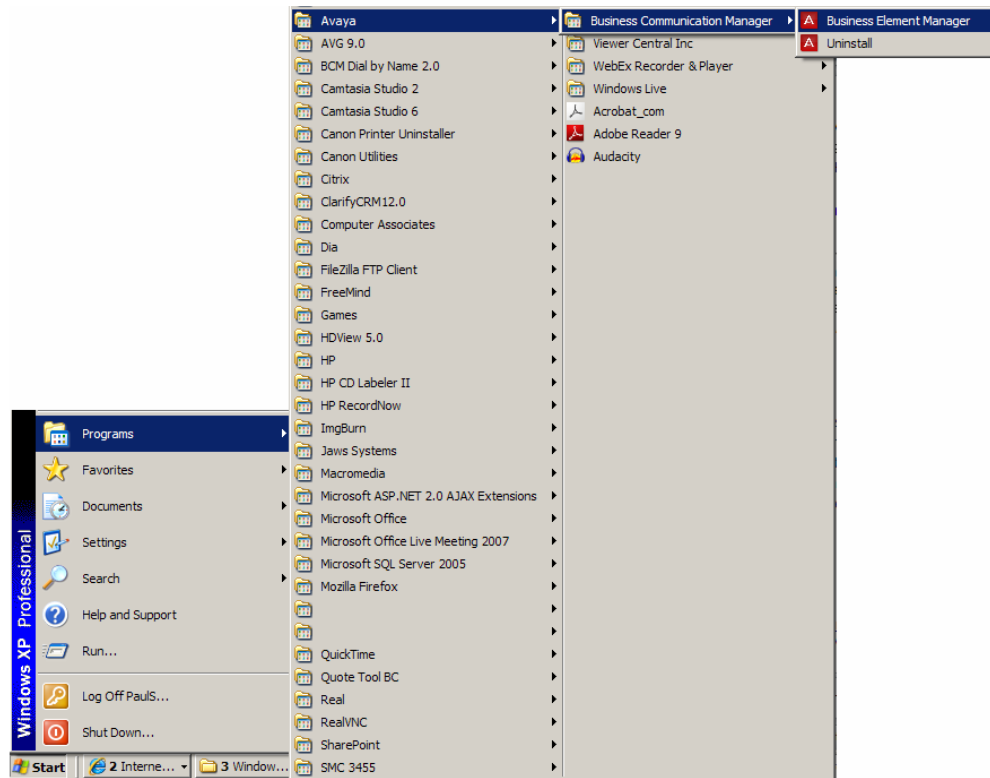 Avaya
AVG 9.0
BCM Dial by Name 2.0
Camtasia Studio 2
Camtasia Studio 6
Canon Printer Uninstaller
Canon Utilities
Citrix
ClarifyCRM12.0
Computer Associates
Dia
FileZilla FTP Client
FreeMind
Games
HDView 5.0
HP
HP CD Labeler II
HP RecordNow
ImgBurn
Jaws Systems
Macromedia
Microsoft ASP.NET 2.0 AJAX Extensions
Microsoft Office
Microsoft Office Live Meeting 2007
Microsoft SQL Server 2005
Mozilla Firefox
QuickTime
Quote Tool BC
Real
RealVNC
SharePoint
SMC 3455
Business Communication Manager
Viewer Central Inc
WebEx Recorder & Player
Windows Live
Acrobat_com
Adobe Reader 9
Audacity
Business Element Manager
Uninstall
Programs
Favorites
Documents
Settings
Search
Help and Support
Run...
Log Off PaulS...
Shut Down...
Windows XP Professional
Start
2 Interne...
3 Window...